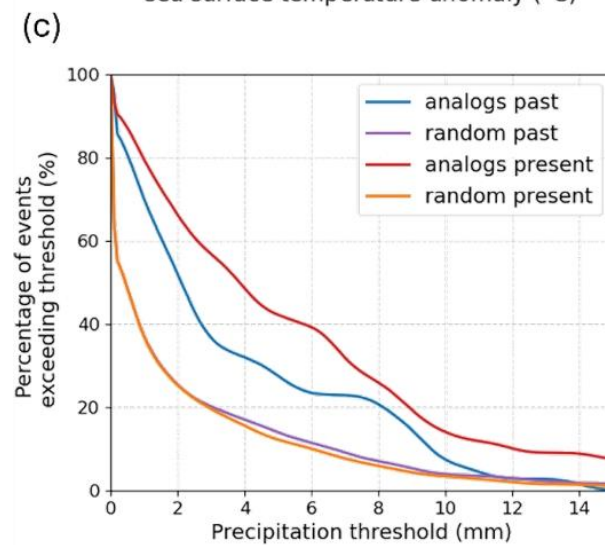 (c)
100
80
60
40
20
0
Percentage of events
exceeding threshold (%)
analogs past
random past
analogs present
random present
0 2 4 6 8 10 12 14
Precipitation threshold (mm)